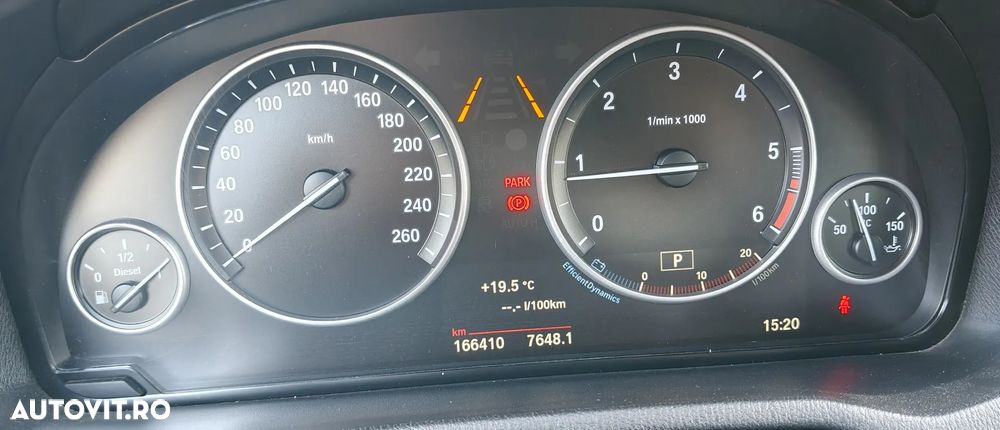 0 1/2
Diesel
0 20 40 60 80 100 120 140 160 180 200 220 240 260
km/h
PARK
(P)
+19.5 °C
--.- l/100km
km
166410 7648.1
0 1 2 3 4 5 6
1/min x 1000
P
0 10 20
l/100km
EfficientDynamics
50 100 150
°C
15:20
AUTOVIT.RO